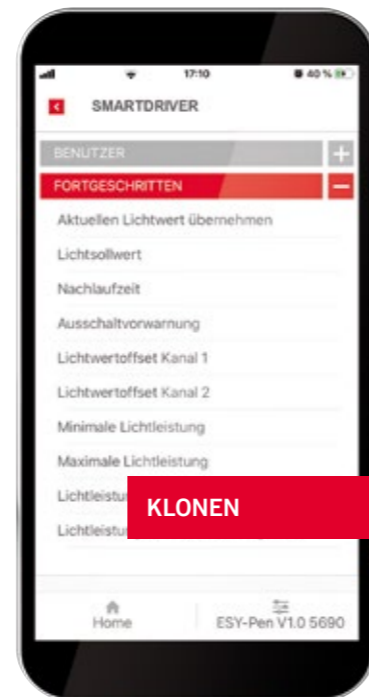 17:10
40 %
SMARTDRIVER
BENUTZER
FORTGESCHRITTEN
Aktuellen Lichtwert übernehmen
Lichtsollwert
Nachlaufzeit
Ausschaltvorwarnung
Lichtwertoffset Kanal 1
Lichtwertoffset Kanal 2
Minimale Lichtleistung
Maximale Lichtleistung
KLONEN
Home
ESY-Pen V1.0 5690